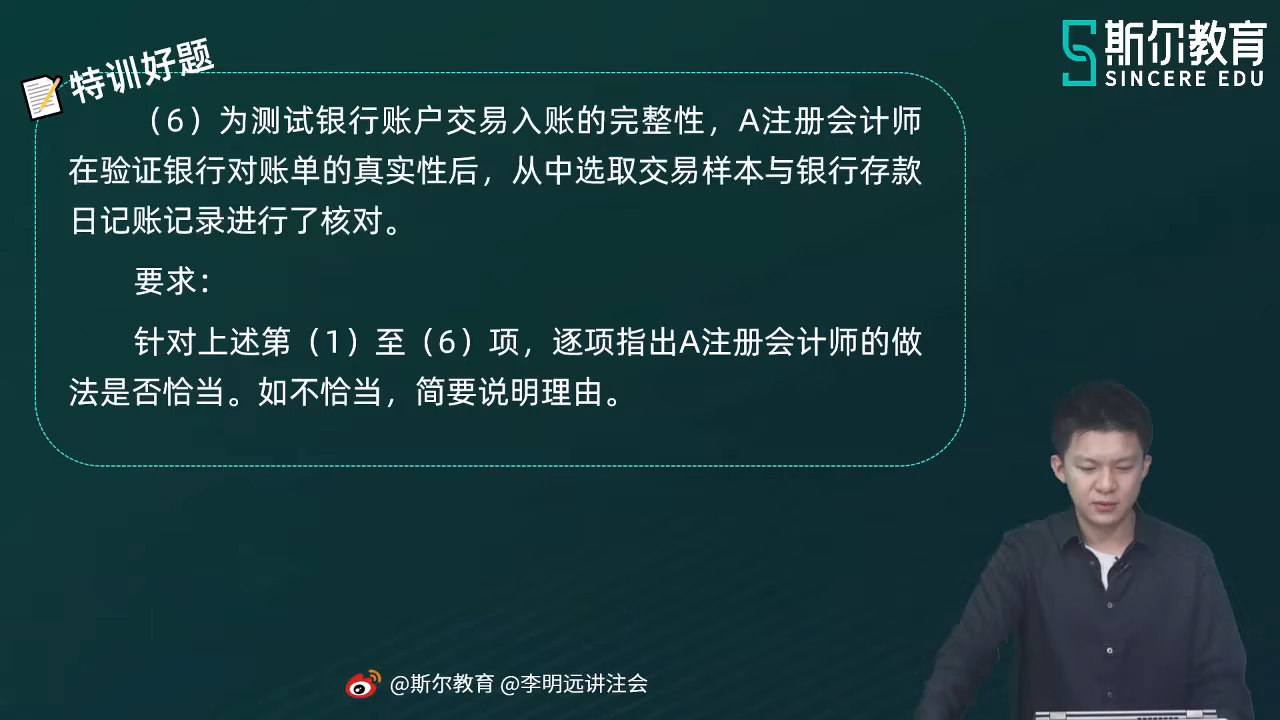 特训好题
斯尔教育
SINCERE EDU
（6）为测试银行账户交易入账的完整性，A注册会计师
在验证银行对账单的真实性后，从中选取交易样本与银行存款
日记账记录进行了核对。
要求：
针对上述第（1）至（6）项，逐项指出A注册会计师的做
法是否恰当。如不恰当，简要说明理由。
@斯尔教育 @李明远讲注会